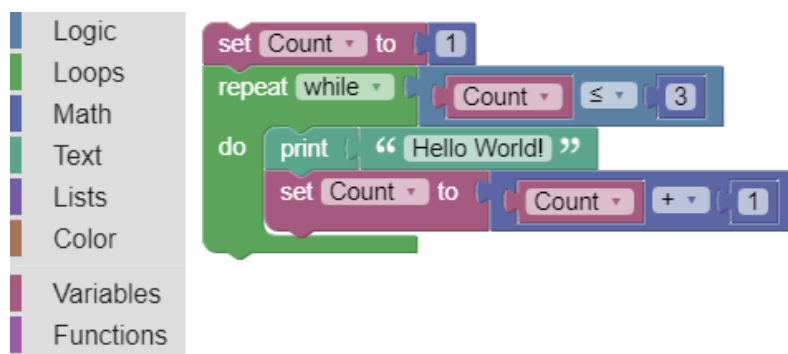 Logic
Loops
Math
Text
Lists
Color
Variables
Functions
set Count to 1
repeat while Count ≤ 3
do print “ Hello World! ”
set Count to Count + 1